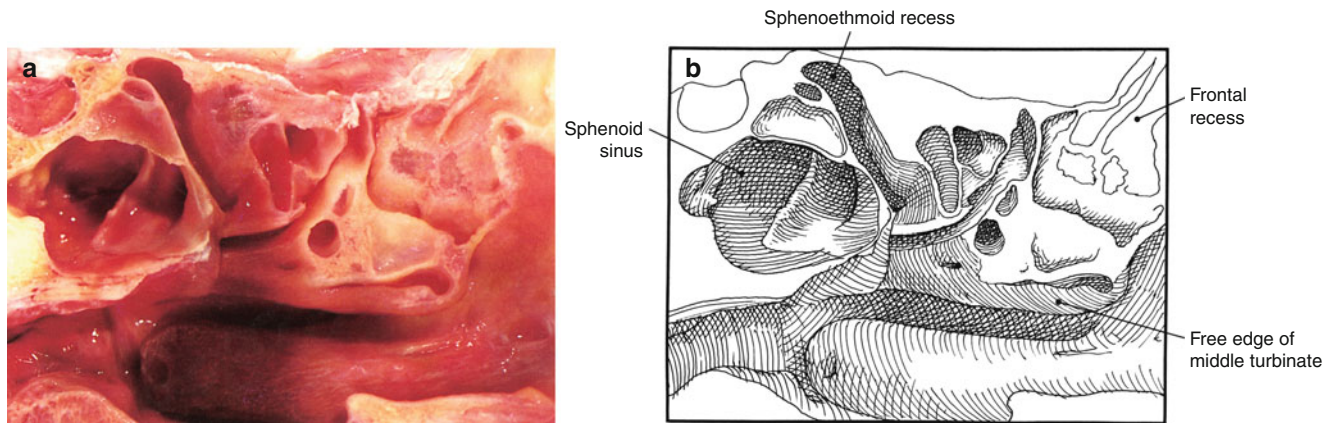 Sphenoethmoid recess
a
b
Sphenoid
sinus
Frontal
recess
Free edge of
middle turbinate